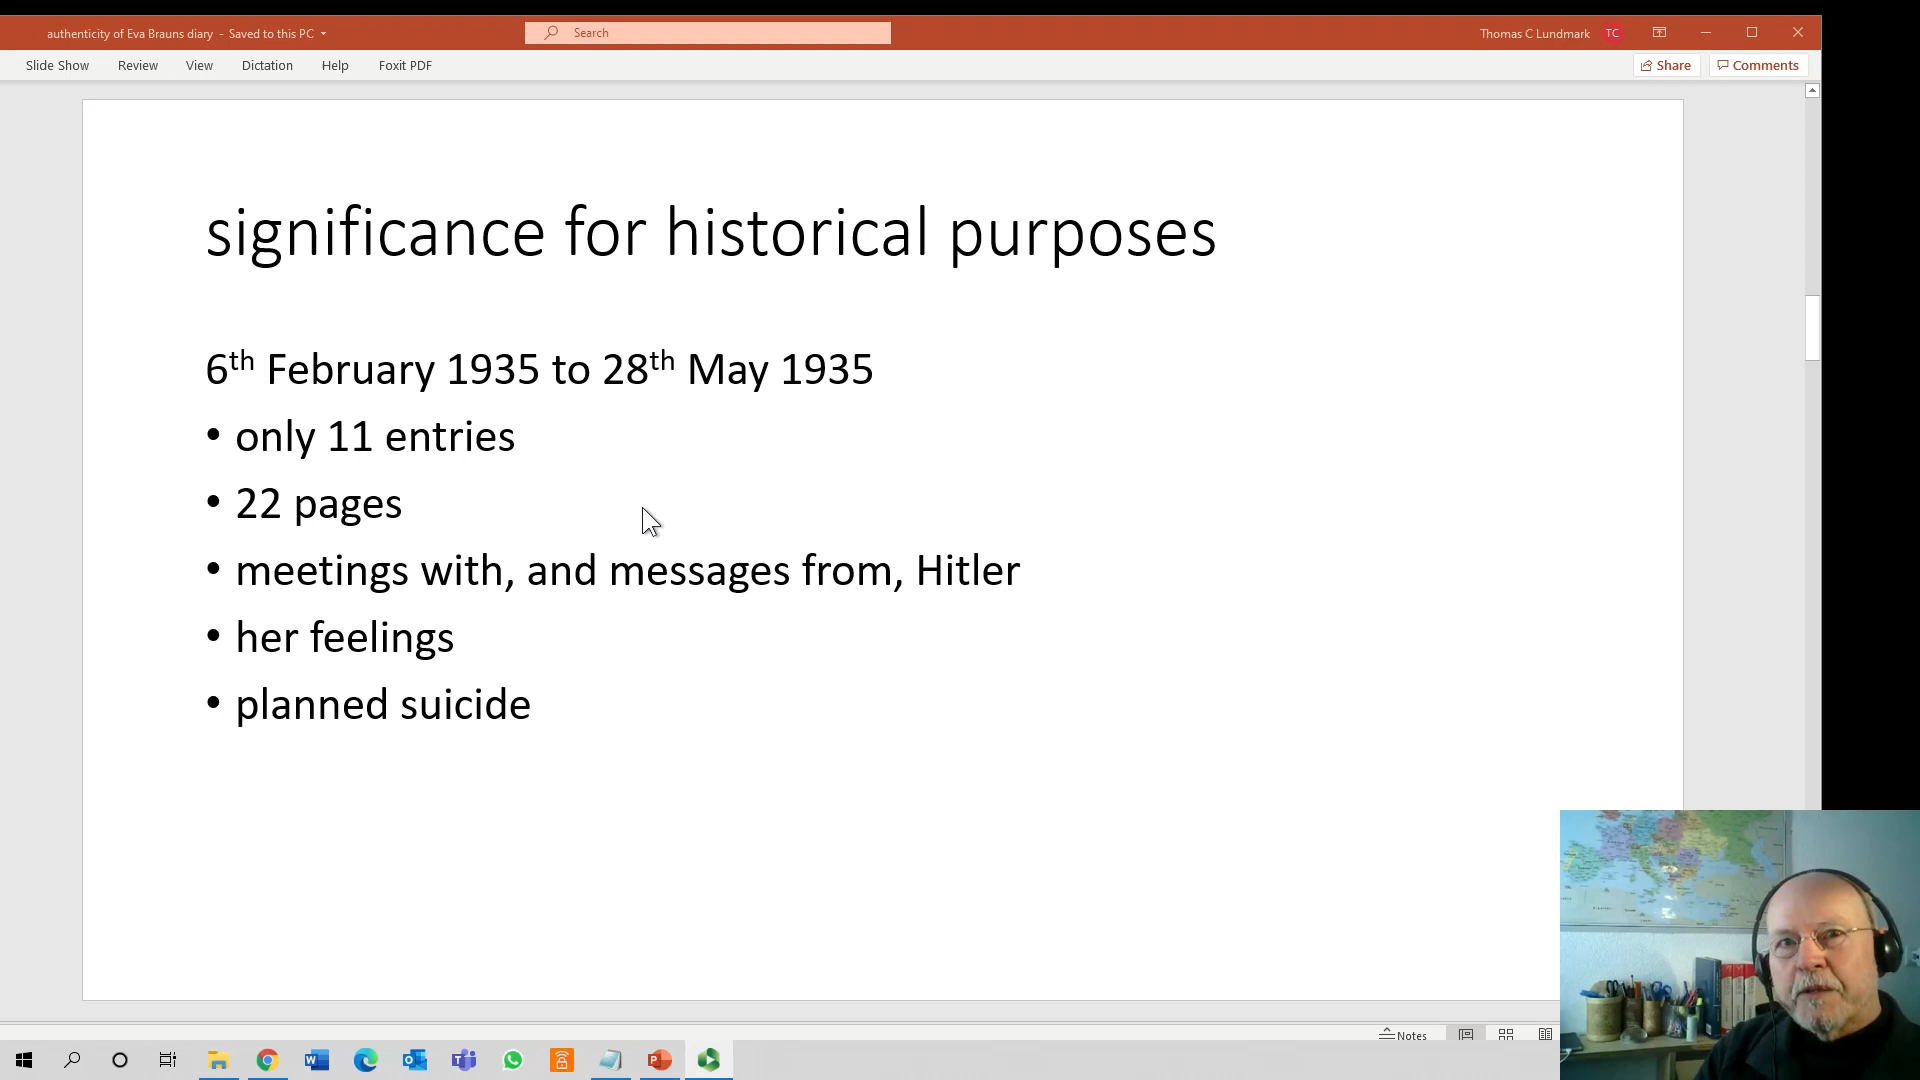 authenticity of Eva Brauns diary - Saved to this PC
Search
Thomas C Lundmark
TC
Slide Show
Review
View
Dictation
Help
Foxit PDF
Share
Comments
significance for historical purposes
6th February 1935 to 28th May 1935
• only 11 entries
• 22 pages
• meetings with, and messages from, Hitler
• her feelings
• planned suicide
Notes